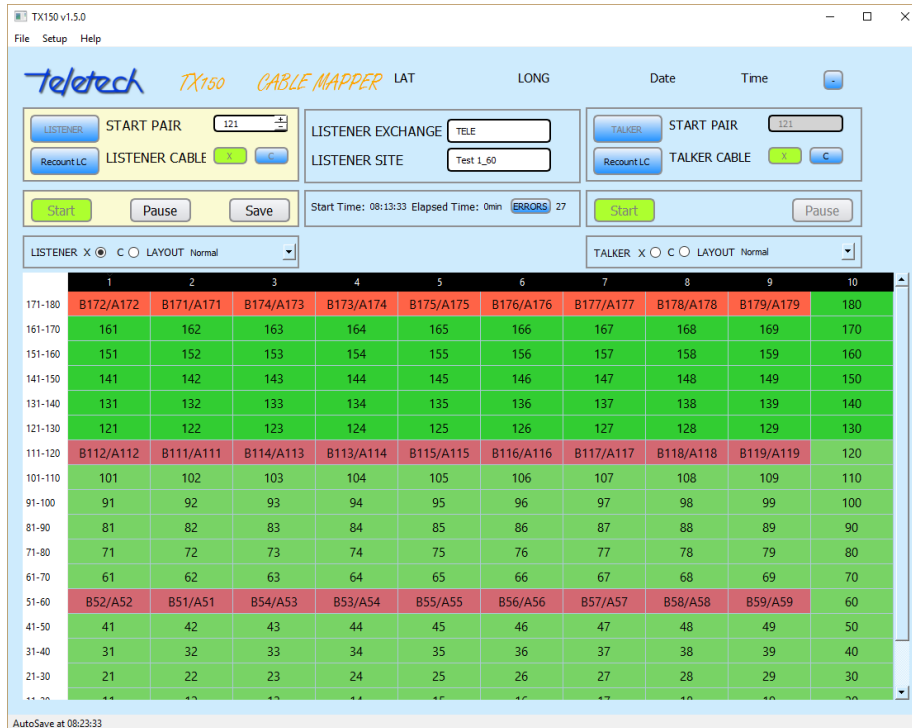 TX150 v1.5.0
File Setup Help
Teletech TX150 CABLE MAPPER LAT LONG Date Time -
LISTENER START PAIR 121
Recount LC LISTENER CABLE X C
LISTENER EXCHANGE TELE
LISTENER SITE Test 1_60
TALKER START PAIR 121
Recount LC TALKER CABLE X C
Start Pause Save
Start Time: 08:13:33 Elapsed Time: 0min ERRORS 27
Start Pause
LISTENER X C LAYOUT Normal
TALKER X C LAYOUT Normal
1 2 3 4 5 6 7 8 9 10
171-180 B172/A172 B171/A171 B174/A173 B173/A174 B175/A175 B176/A176 B177/A177 B178/A178 B179/A179 180
161-170 161 162 163 164 165 166 167 168 169 170
151-160 151 152 153 154 155 156 157 158 159 160
141-150 141 142 143 144 145 146 147 148 149 150
131-140 131 132 133 134 135 136 137 138 139 140
121-130 121 122 123 124 125 126 127 128 129 130
111-120 B112/A112 B111/A111 B114/A113 B113/A114 B115/A115 B116/A116 B117/A117 B118/A118 B119/A119 120
101-110 101 102 103 104 105 106 107 108 109 110
91-100 91 92 93 94 95 96 97 98 99 100
81-90 81 82 83 84 85 86 87 88 89 90
71-80 71 72 73 74 75 76 77 78 79 80
61-70 61 62 63 64 65 66 67 68 69 70
51-60 B52/A52 B51/A51 B54/A53 B53/A54 B55/A55 B56/A56 B57/A57 B58/A58 B59/A59 60
41-50 41 42 43 44 45 46 47 48 49 50
31-40 31 32 33 34 35 36 37 38 39 40
21-30 21 22 23 24 25 26 27 28 29 30
AutoSave at 08:23:33